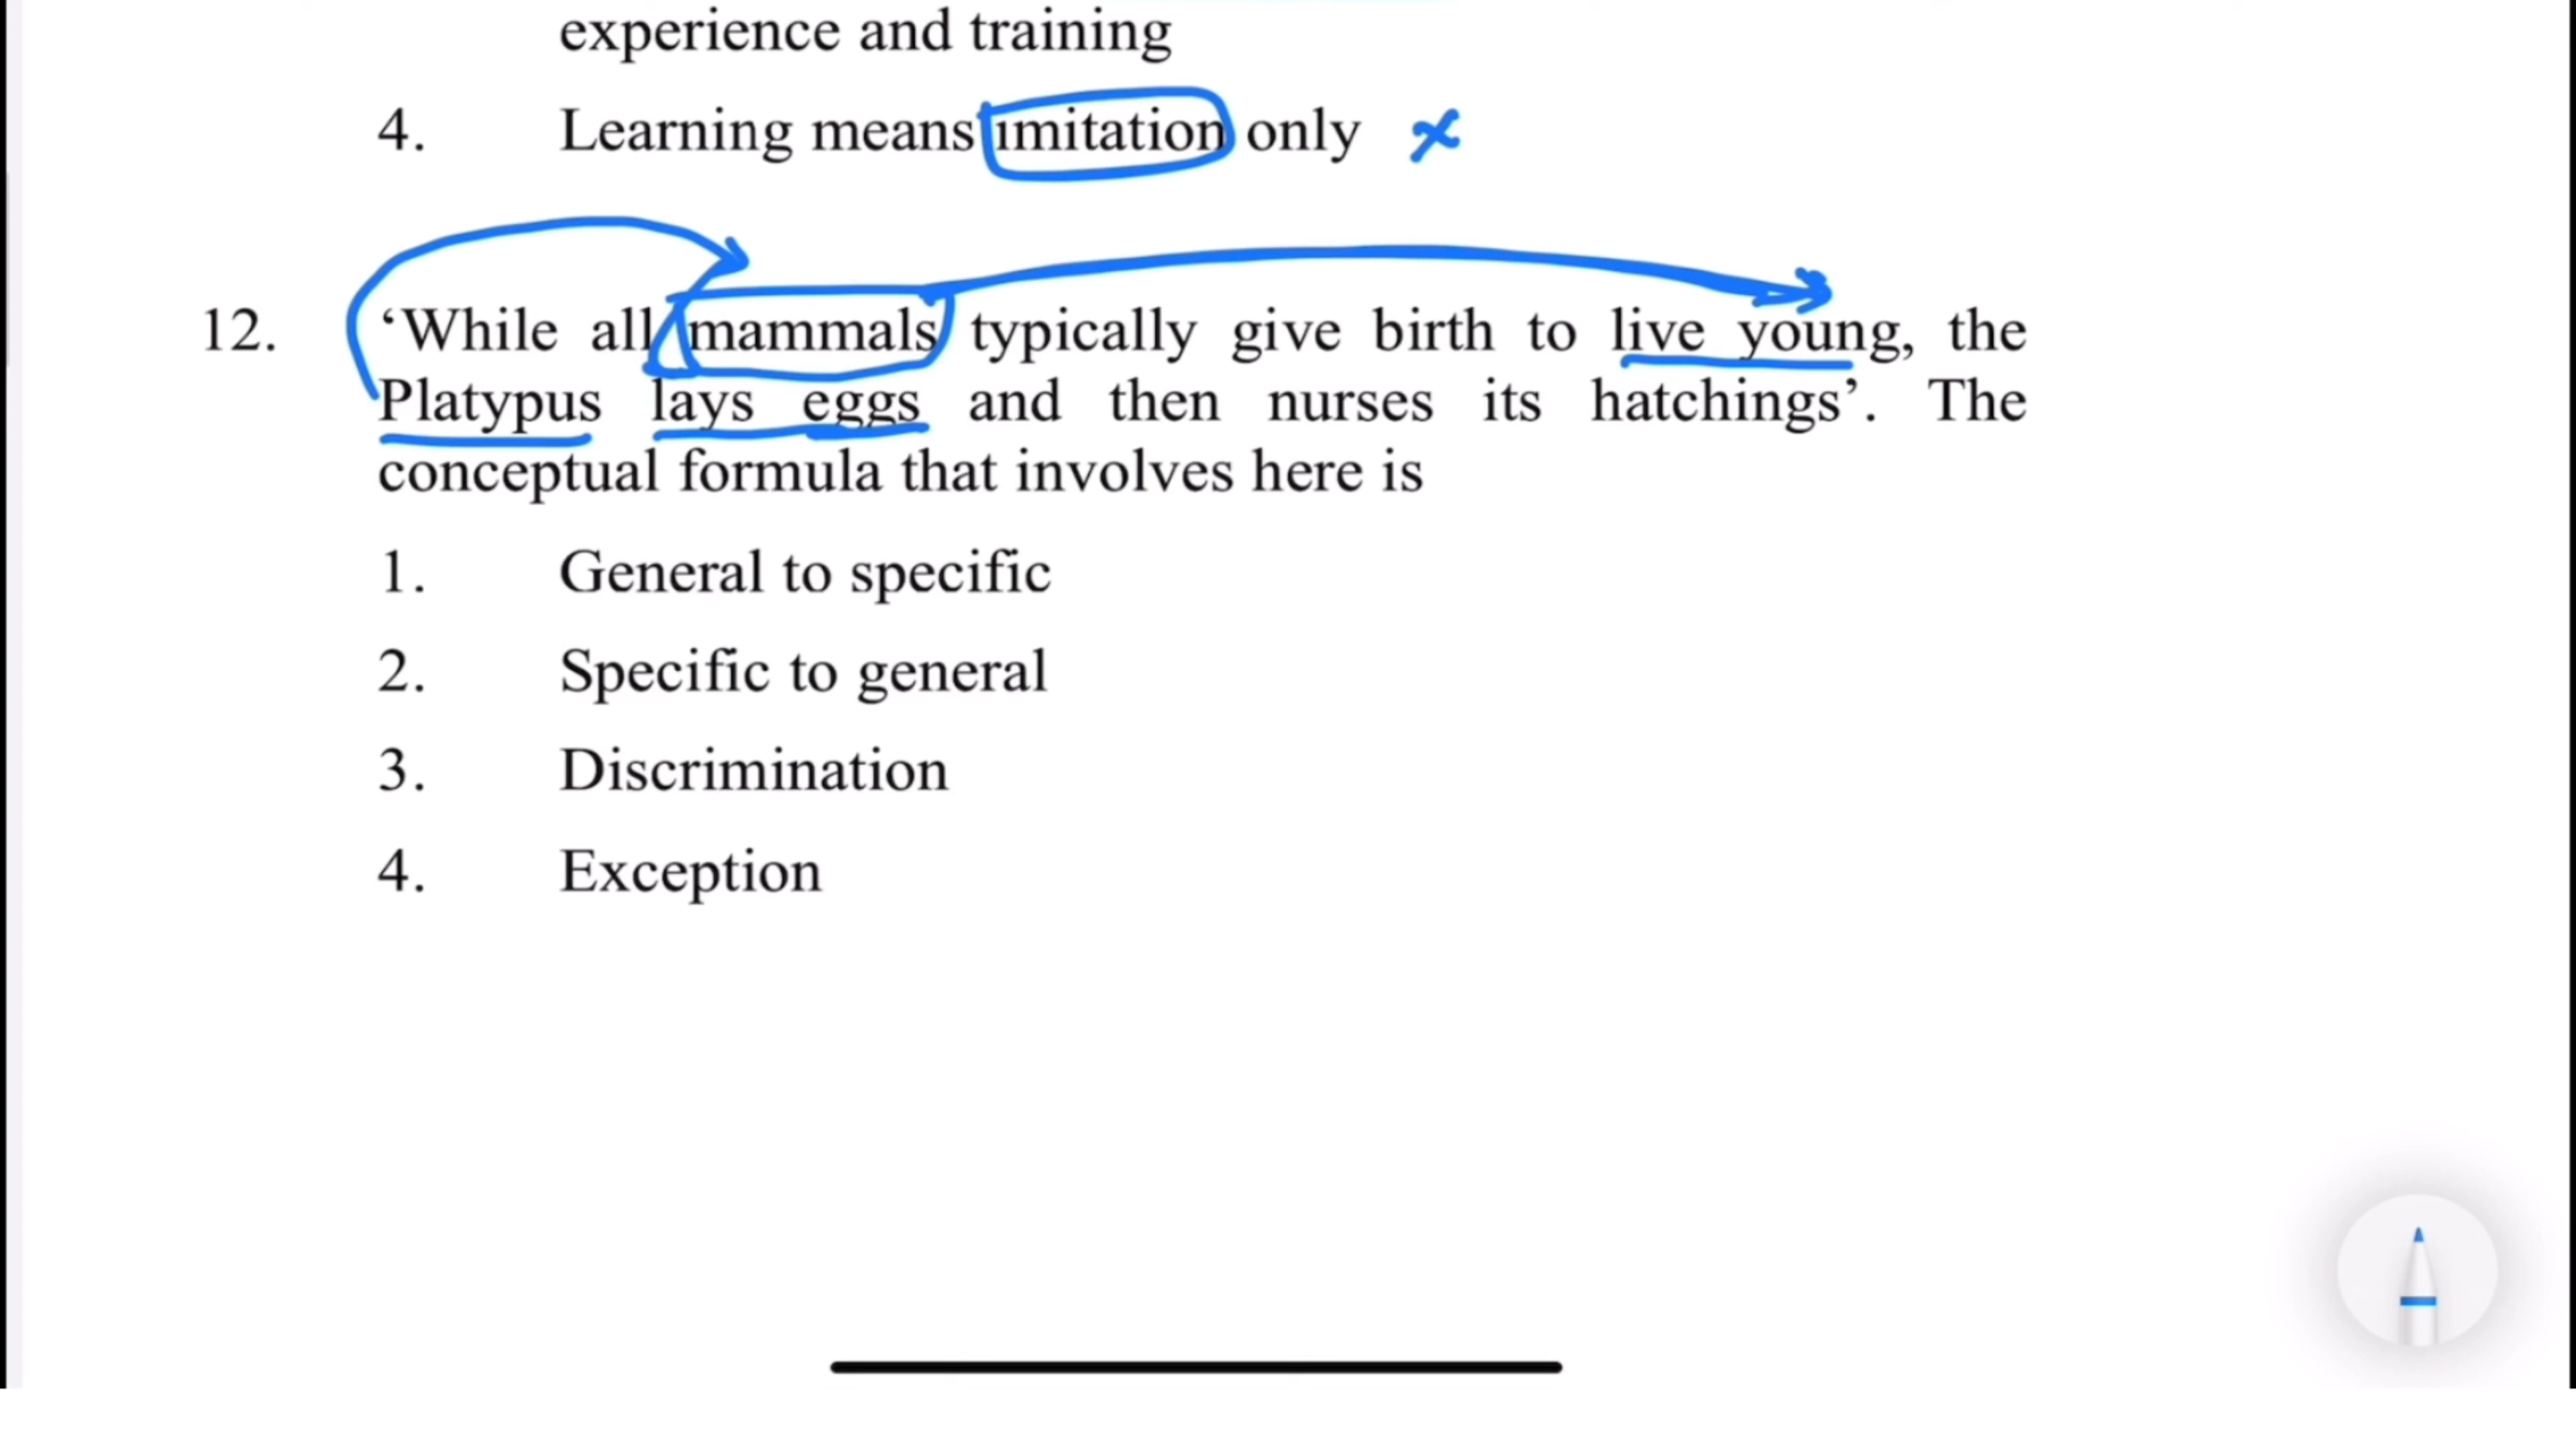 experience and training
4. Learning means imitation only ✗
12. ‘While all mammals typically give birth to live young, the
Platypus lays eggs and then nurses its hatchings’. The
conceptual formula that involves here is
1. General to specific
2. Specific to general
3. Discrimination
4. Exception